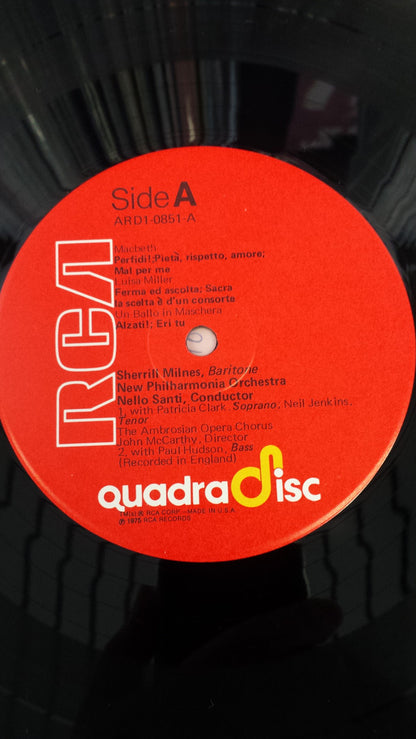 Side A
ARD1-0851-A
Macbeth
Perfidi!; Pietà, rispetto, amore;
Mal per me
Luisa Miller
Ferma ed ascolta; Sacra
la scelta è d'un consorte
Un Ballo in Maschera
Alzati!; Eri tu
RCA
Sherrill Milnes, Baritone
New Philharmonia Orchestra
Nello Santi, Conductor
1, with Patricia Clark, Soprano; Neil Jenkins,
Tenor
The Ambrosian Opera Chorus
John McCarthy, Director
2, with Paul Hudson, Bass
(Recorded in England)
quadradisc
TM(s) ® RCA CORP.—MADE IN U.S.A.
℗ 1975 RCA RECORDS